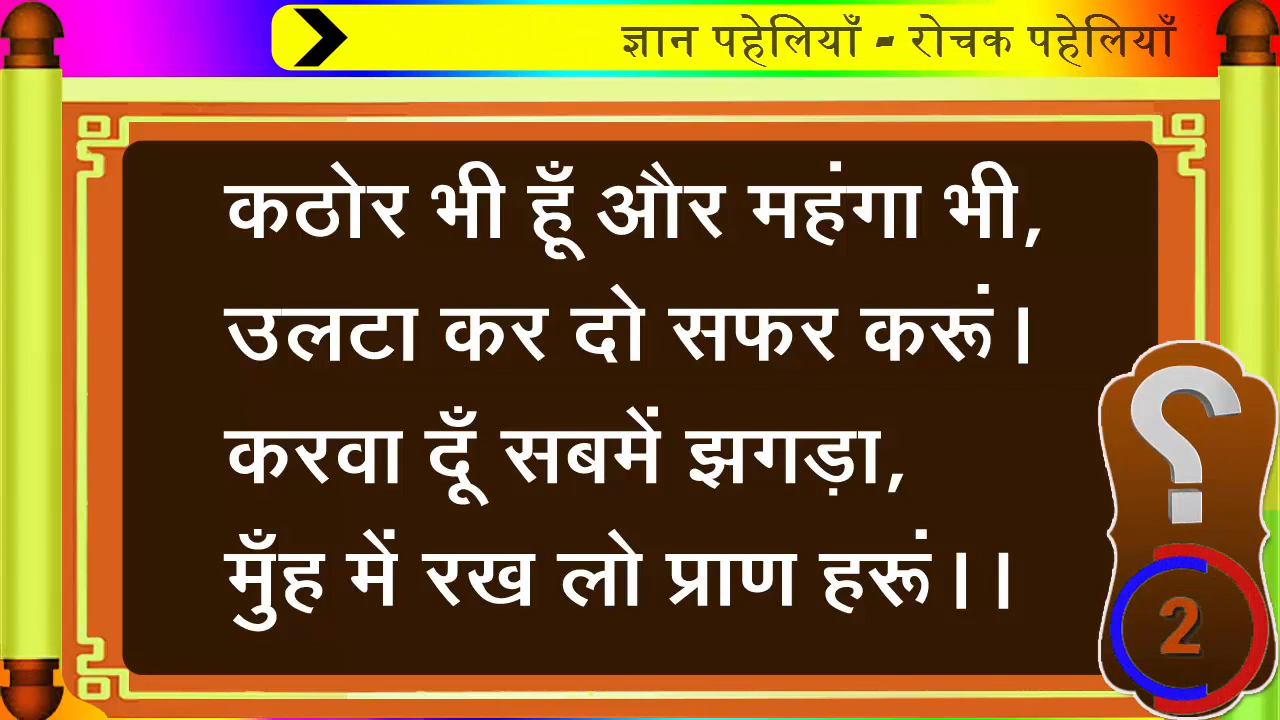 ज्ञान पहेलियाँ - रोचक पहेलियाँ
कठोर भी हूँ और महंगा भी,
उलटा कर दो सफर करूं।
करवा दूँ सबमें झगड़ा,
मुँह में रख लो प्राण हरूं।।
?
2